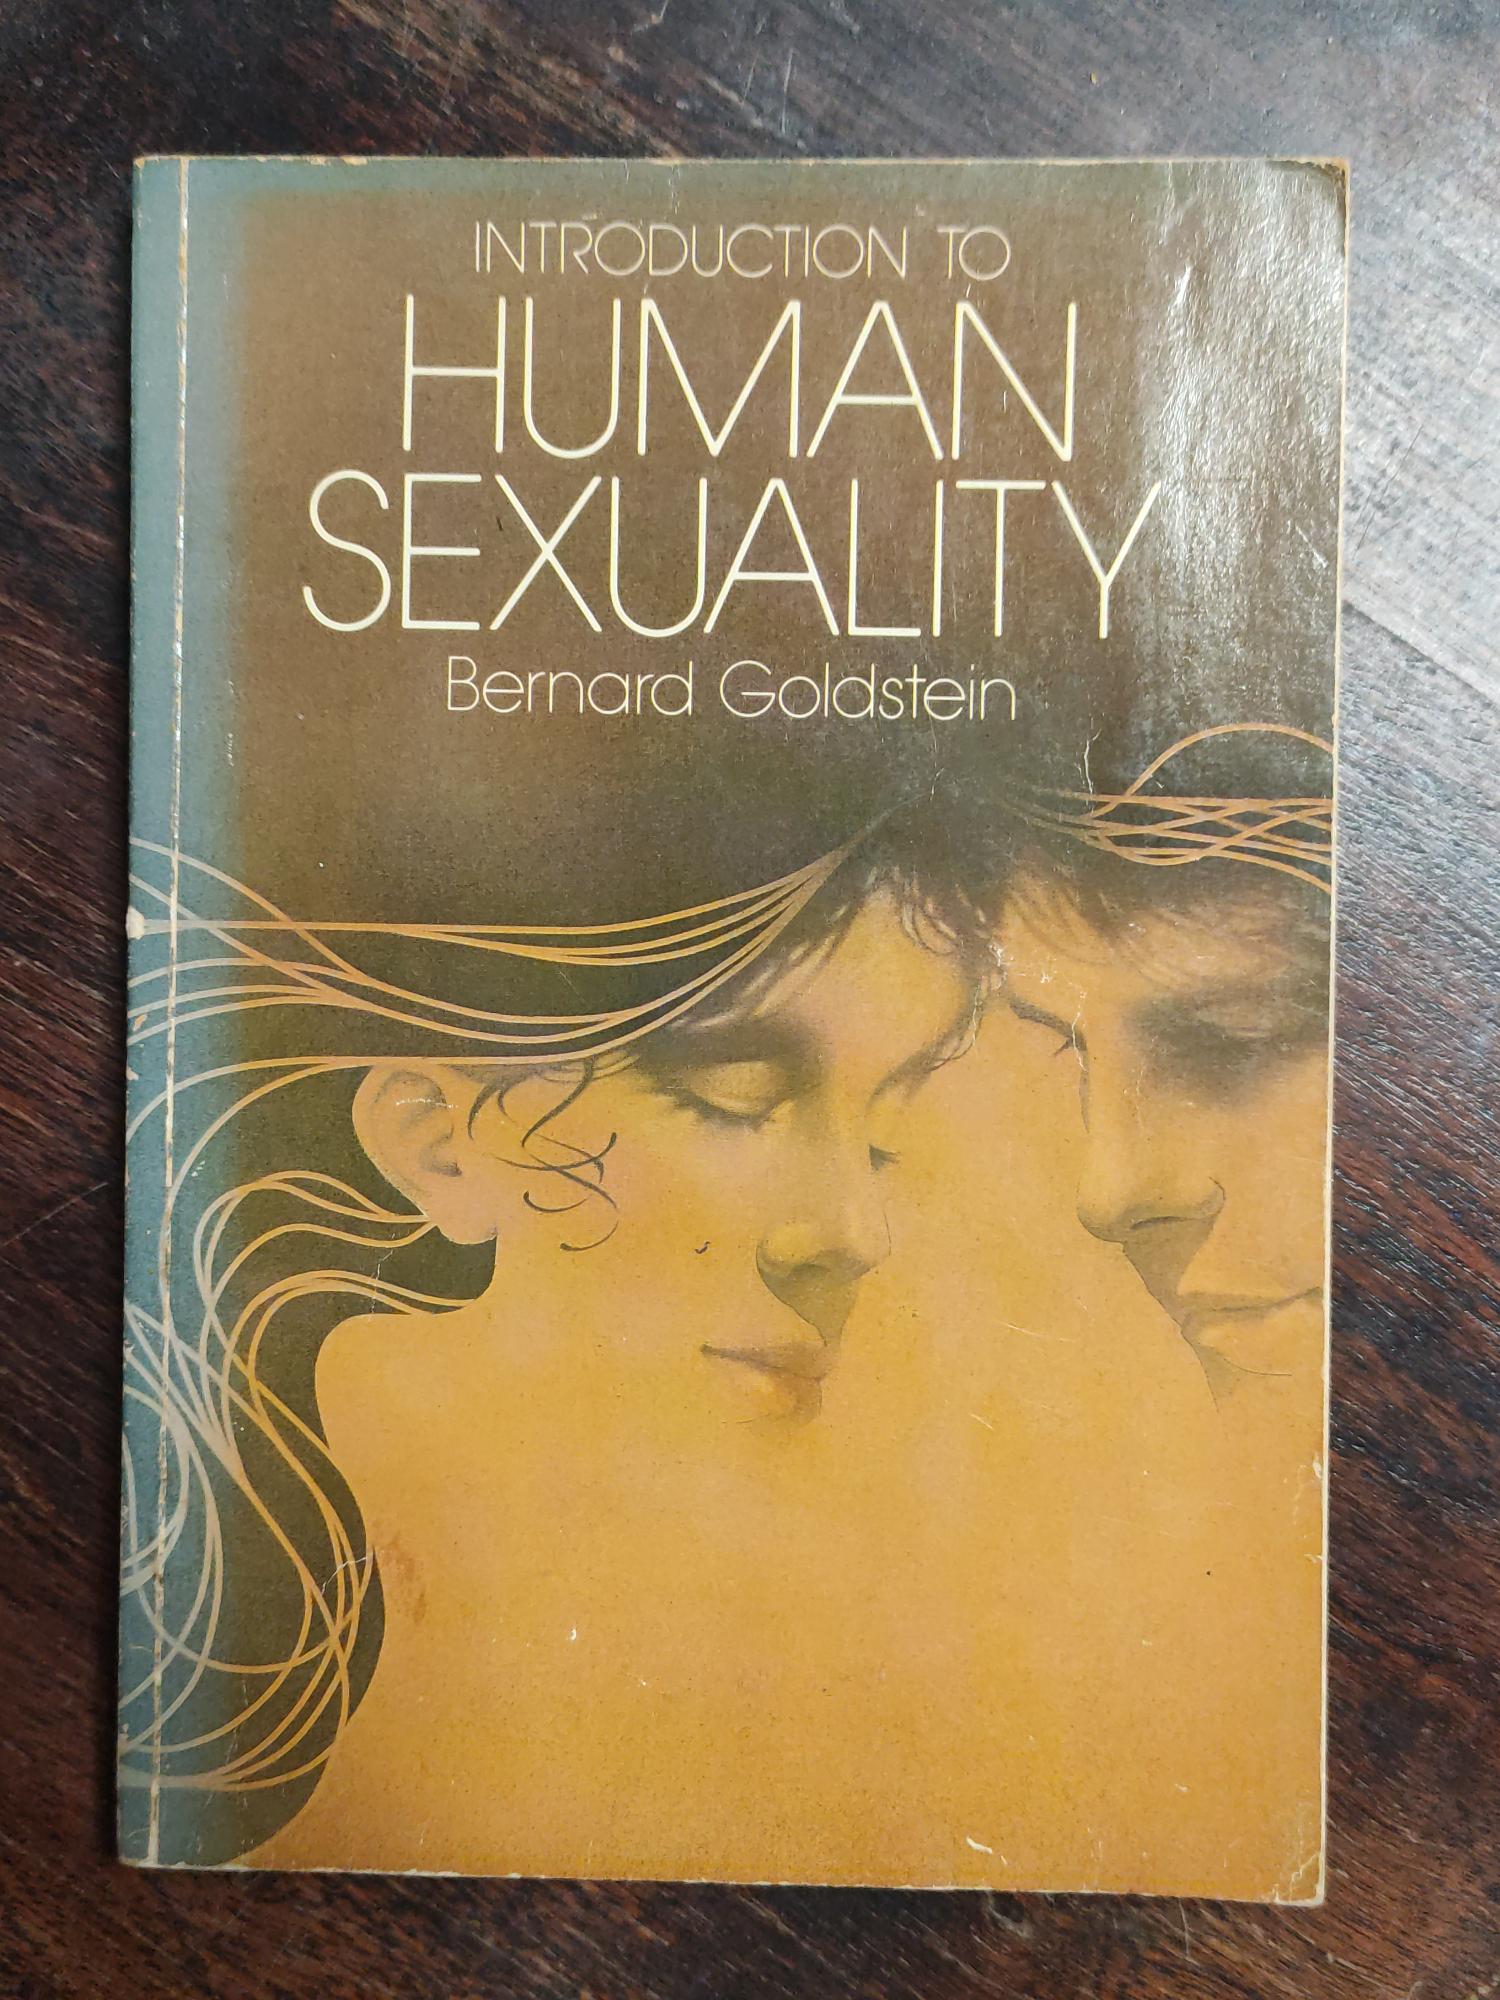 INTRODUCTION TO
HUMAN
SEXUALITY
Bernard Goldstein